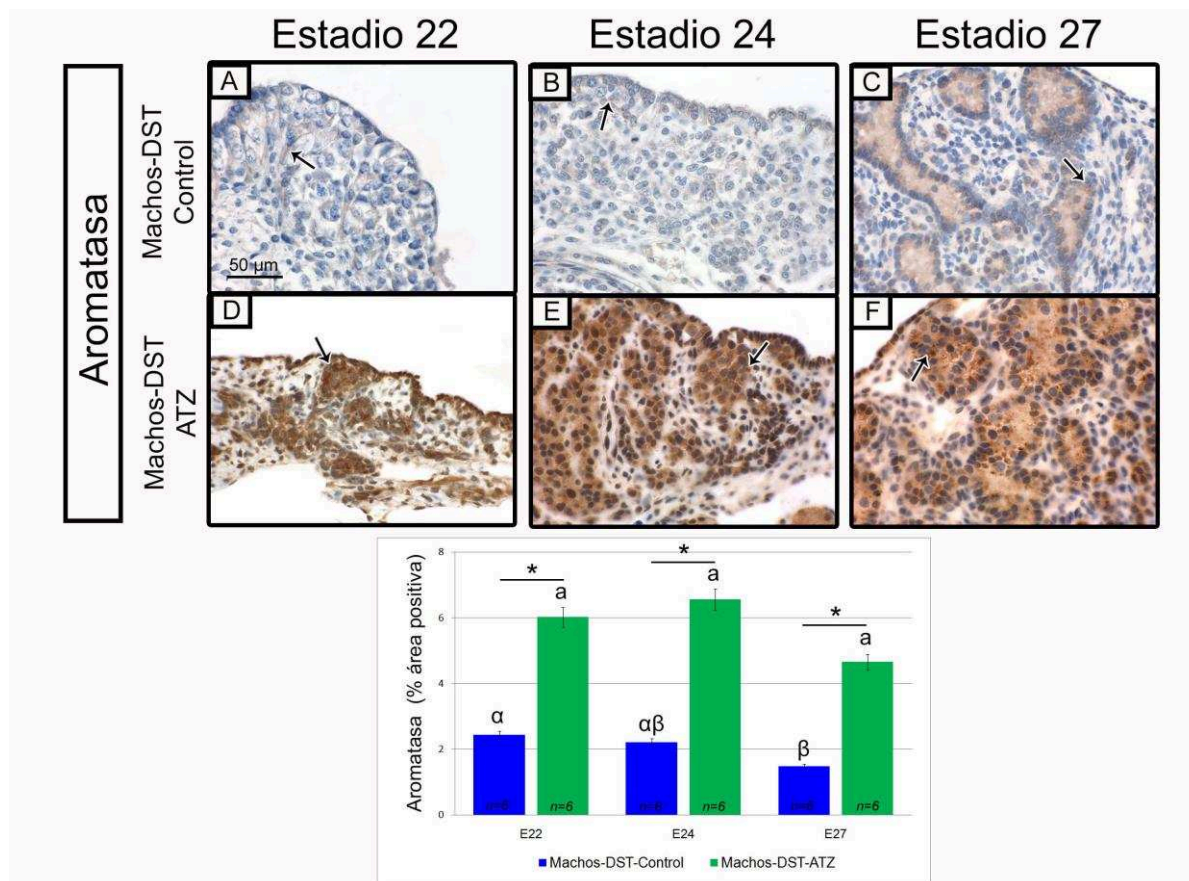 Estadio 22
Estadio 24
Estadio 27
Aromatasa
Machos-DST
Control
A
50 µm
B
C
Machos-DST
ATZ
D
E
F
Aromatasa (% área positiva)
8
6
4
2
0
*
*
*
α
a
αβ
a
β
a
n=6
n=6
n=6
n=6
n=6
n=6
E22
E24
E27
Machos-DST-Control
Machos-DST-ATZ